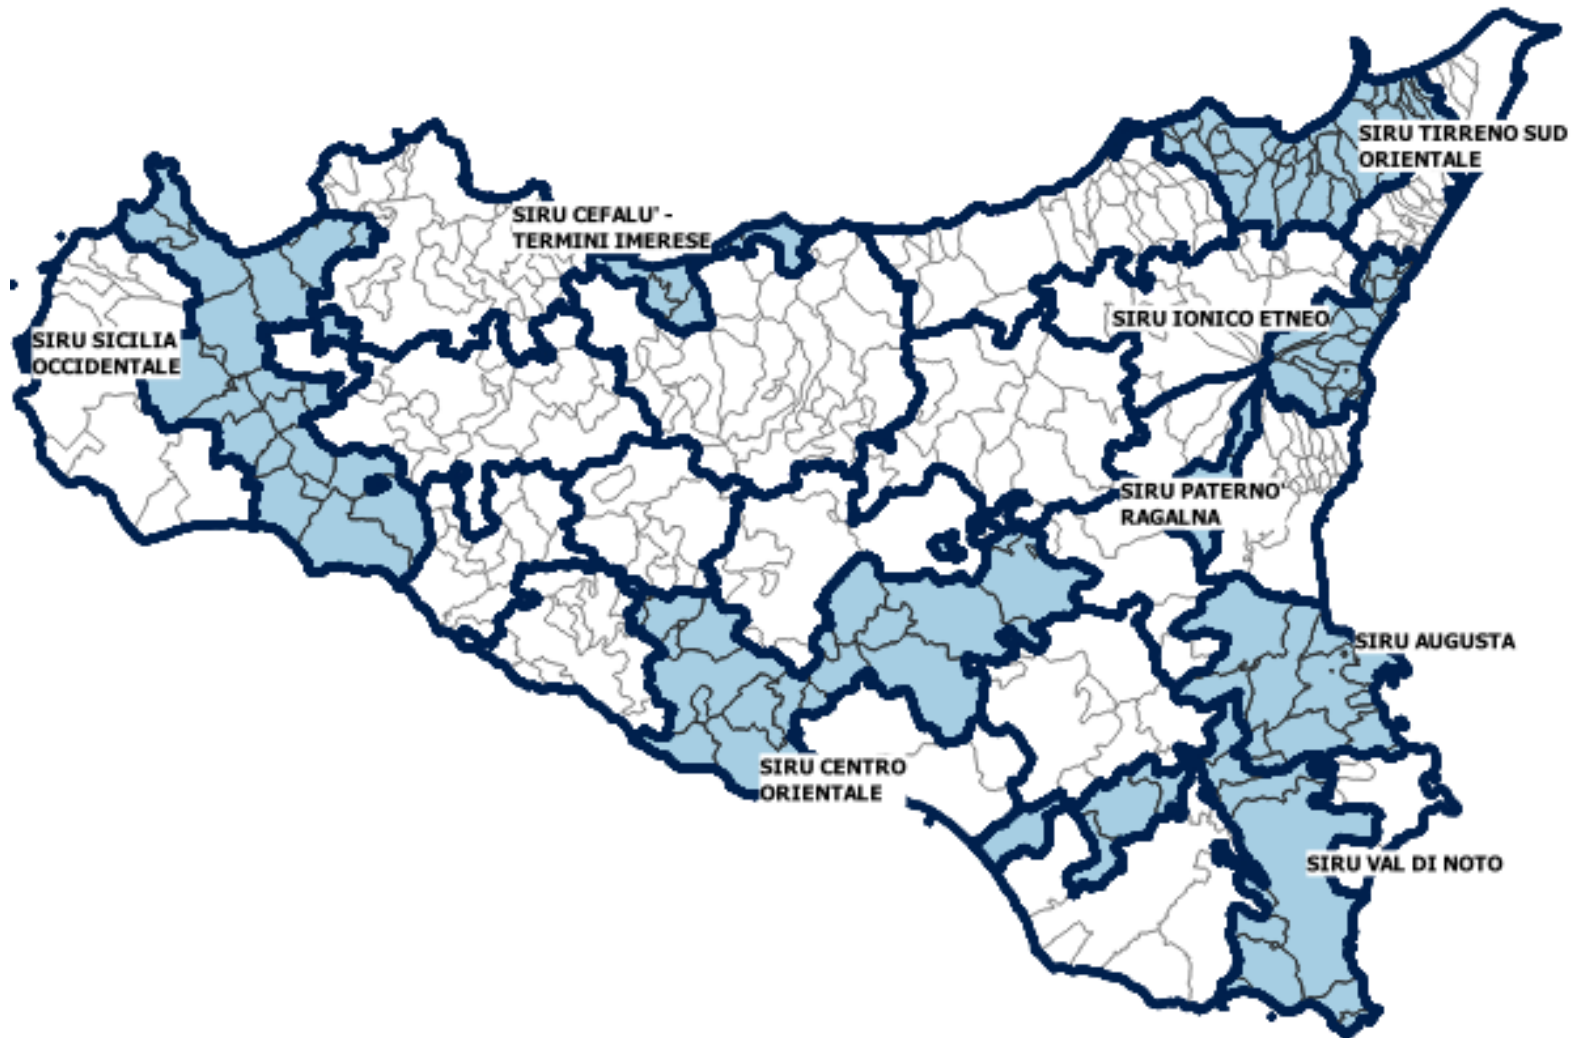 SIRU TIRRENO SUD
ORIENTALE
SIRU CEFALU' -
TERMINI IMERESE
SIRU IONICO ETNEO
SIRU SICILIA
OCCIDENTALE
SIRU PATERNO'
RAGALNA
SIRU AUGUSTA
SIRU CENTRO
ORIENTALE
SIRU VAL DI NOTO